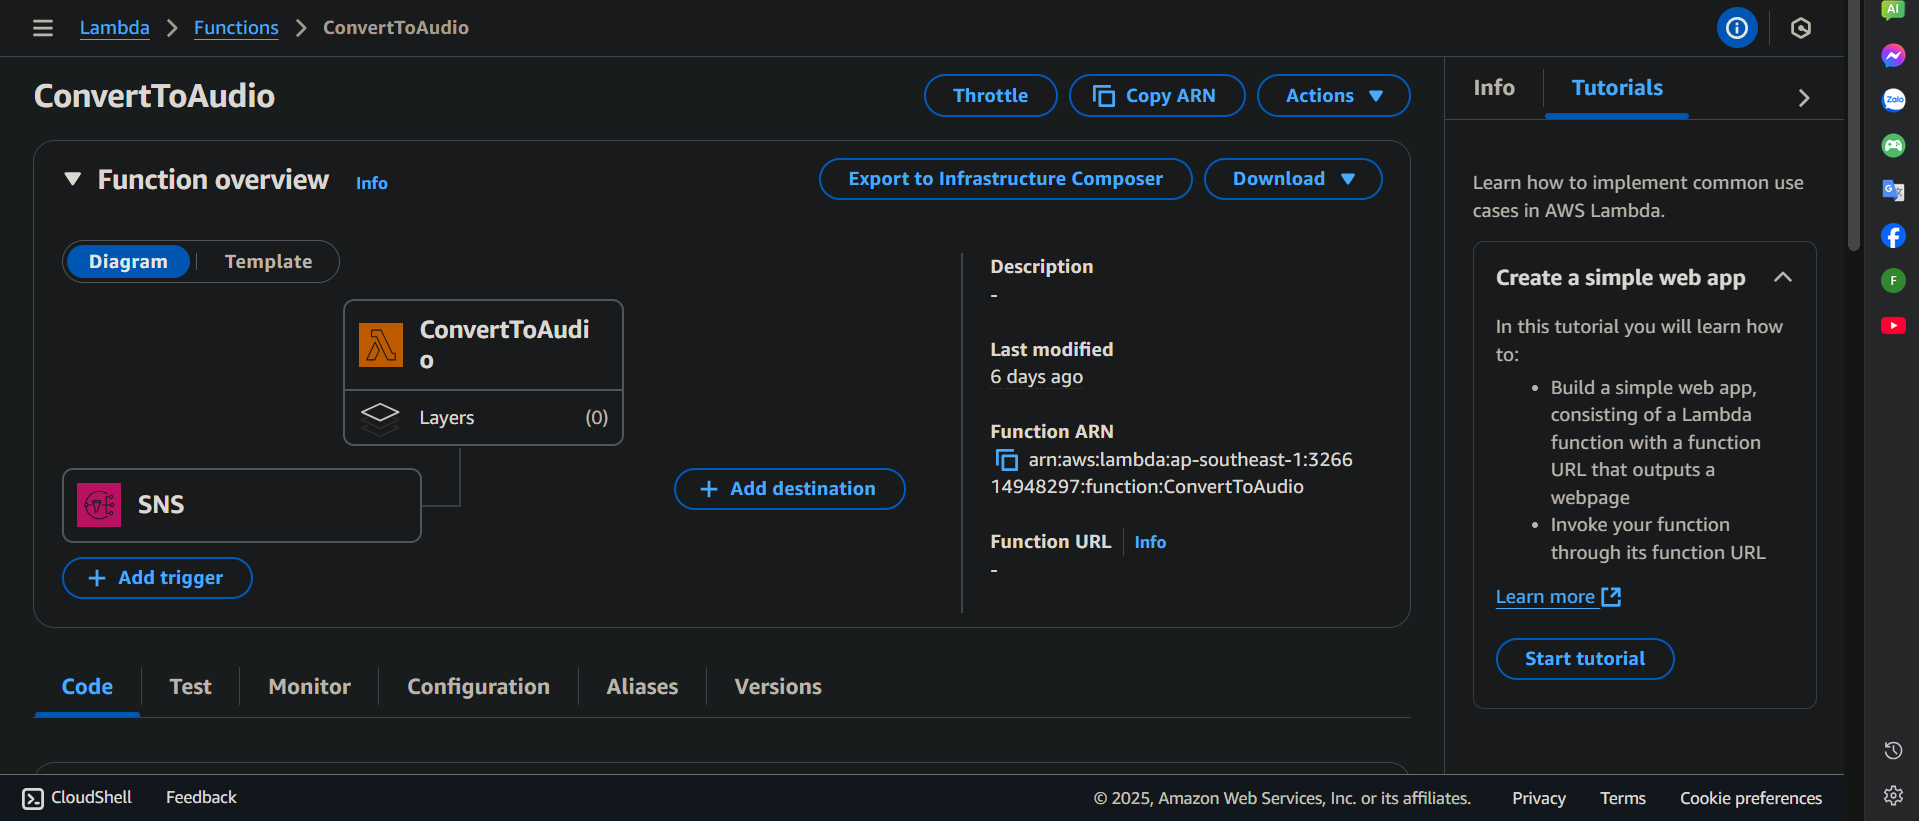 Lambda
Functions
ConvertToAudio
ConvertToAudio
Throttle
Copy ARN
Actions
Function overview
Info
Export to Infrastructure Composer
Download
Diagram
Template
ConvertToAudi
o
Layers
(0)
SNS
+ Add trigger
+ Add destination
Description
-
Last modified
6 days ago
Function ARN
arn:aws:lambda:ap-southeast-1:3266
14948297:function:ConvertToAudio
Function URL
Info
-
Code
Test
Monitor
Configuration
Aliases
Versions
Info
Tutorials
Learn how to implement common use
cases in AWS Lambda.
Create a simple web app
In this tutorial you will learn how
to:
• Build a simple web app,
consisting of a Lambda
function with a function
URL that outputs a
webpage
• Invoke your function
through its function URL
Learn more
Start tutorial
AI
Zalo
G
F
CloudShell
Feedback
© 2025, Amazon Web Services, Inc. or its affiliates.
Privacy
Terms
Cookie preferences